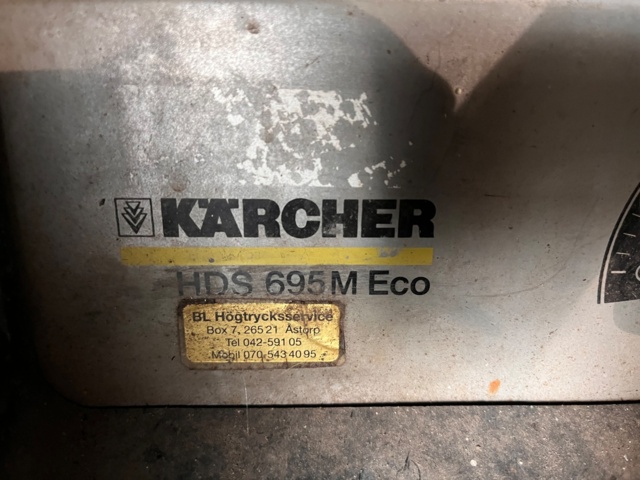 KÄRCHER
HDS 695 M Eco
BL Högtrycksservice
Box 7, 265 21 Åstorp
Tel 042-591 05
Mobil 070-543 40 95